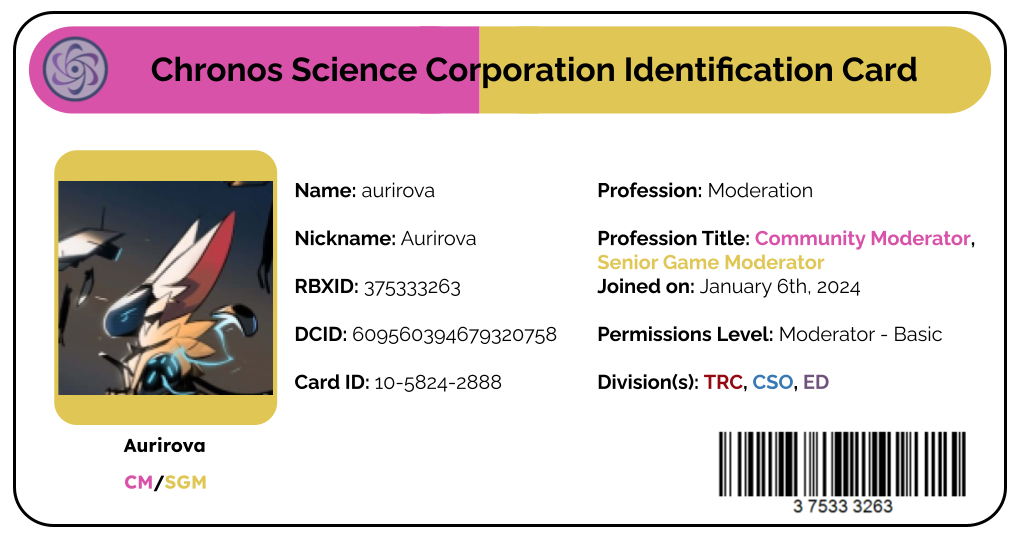 Chronos Science Corporation Identification Card
Name: aurirova
Nickname: Aurirova
RBXID: 375333263
DCID: 609560394679320758
Card ID: 10-5824-2888
Profession: Moderation
Profession Title: Community Moderator,
Senior Game Moderator
Joined on: January 6th, 2024
Permissions Level: Moderator - Basic
Division(s): TRC, CSO, ED
Aurirova
CM/SGM
3 7533 3263